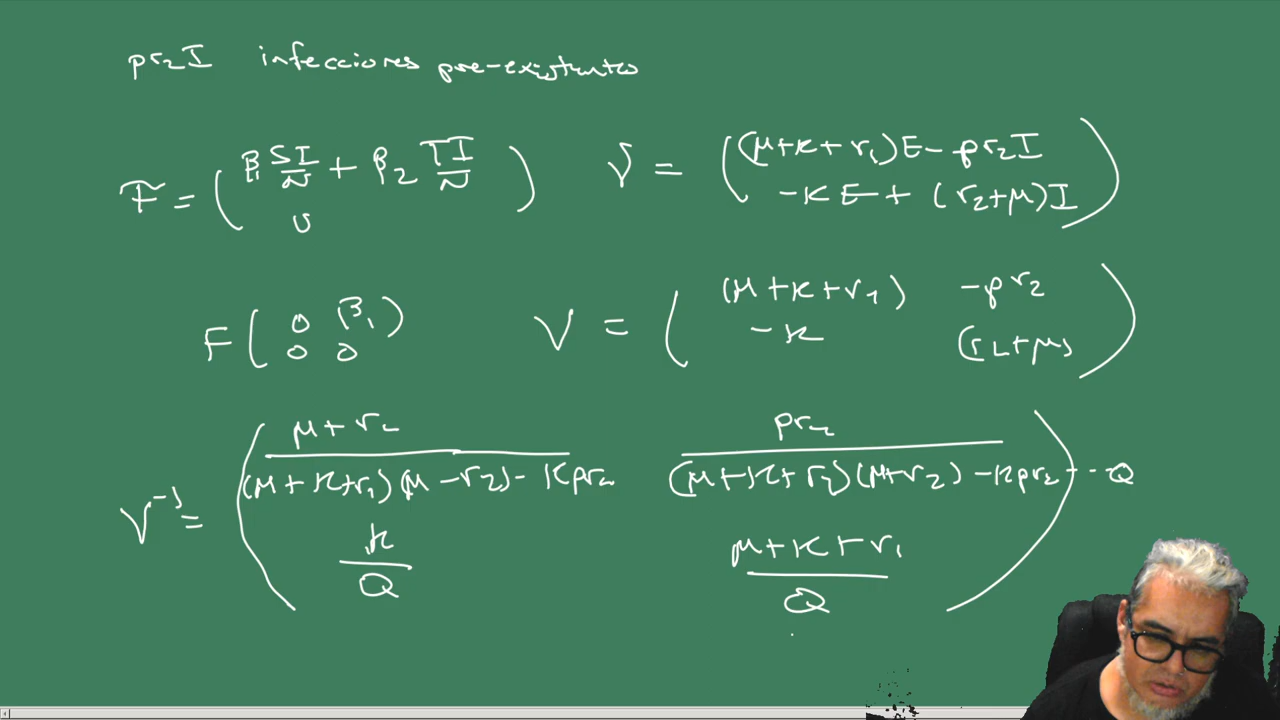 pr₂I infecciones pre-existentes
F = ( β₁ SI/N + β₂ TI/N ) V = ( (μ+κ+r₁)E - pr₂I )
0 -κE + (r₂+μ)I
F ( 0 β₁ ) V = ( (μ+κ+r₁) -pr₂ )
0 0 -κ (r₂+μ)
V⁻¹ = ( μ+r₂ / (μ+κ+r₁)(μ-r₂) - κpr₂ pr₂ / (μ+κ+r₁)(μ+r₂) - κpr₂ ) -- Q
κ / Q μ+κ+r₁ / Q